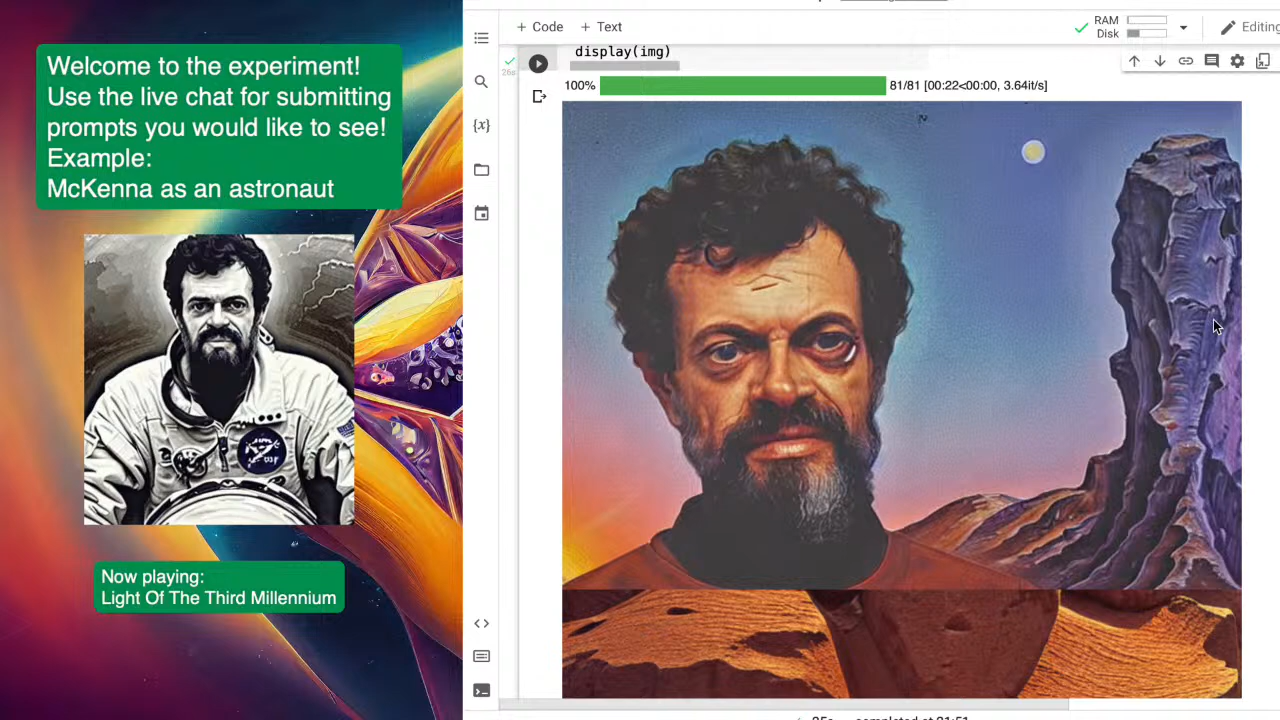 Welcome to the experiment!
Use the live chat for submitting
prompts you would like to see!
Example:
McKenna as an astronaut
Now playing:
Light Of The Third Millennium
+ Code + Text
RAM
Disk
Editing
display(img)
26s
100%
81/81 [00:22<00:00, 3.64it/s]
{x}